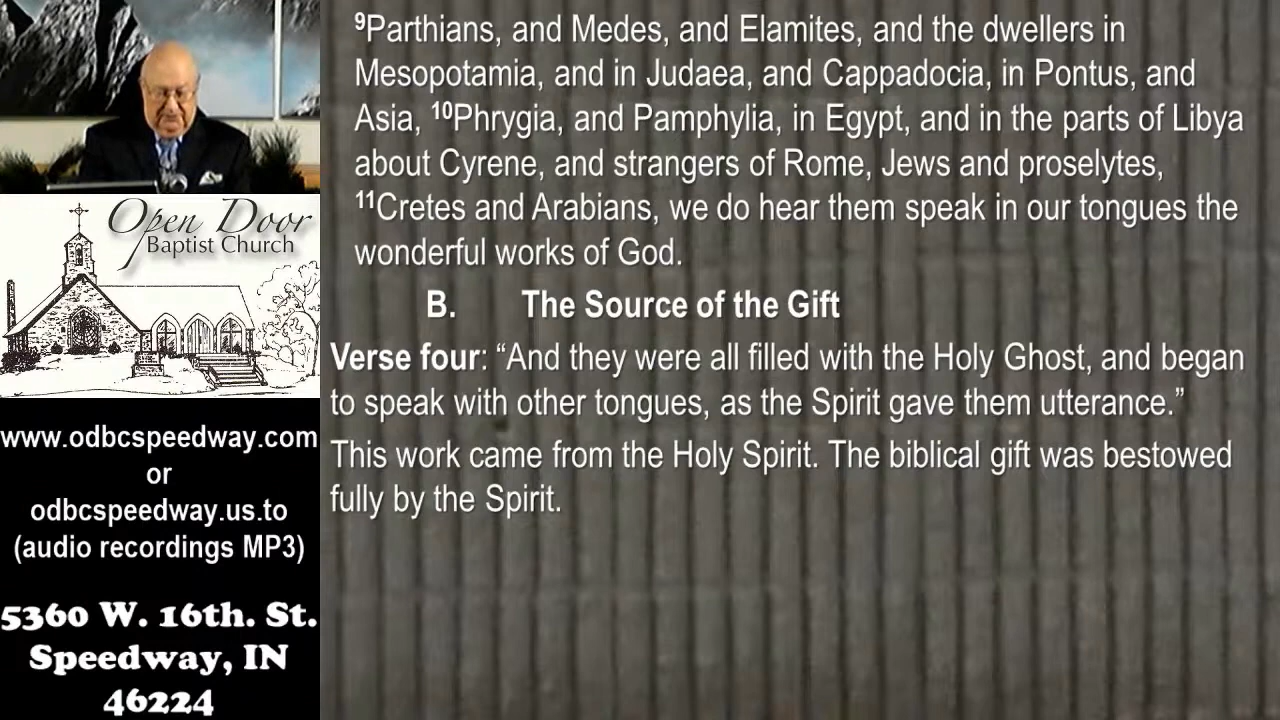 Open Door
Baptist Church
www.odbcspeedway.com
or
odbcspeedway.us.to
(audio recordings MP3)
5360 W. 16th. St.
Speedway, IN
46224
9Parthians, and Medes, and Elamites, and the dwellers in
Mesopotamia, and in Judaea, and Cappadocia, in Pontus, and
Asia, 10Phrygia, and Pamphylia, in Egypt, and in the parts of Libya
about Cyrene, and strangers of Rome, Jews and proselytes,
11Cretes and Arabians, we do hear them speak in our tongues the
wonderful works of God.
B. The Source of the Gift
Verse four: “And they were all filled with the Holy Ghost, and began
to speak with other tongues, as the Spirit gave them utterance.”
This work came from the Holy Spirit. The biblical gift was bestowed
fully by the Spirit.